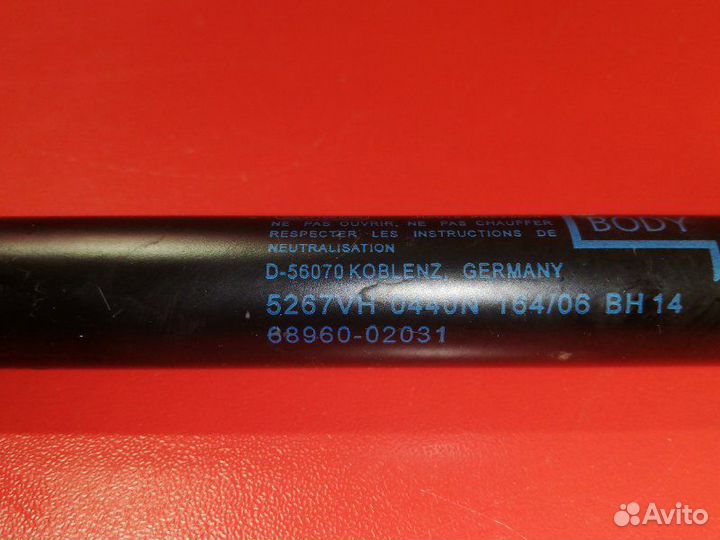 NE PAS OUVRIR, NE PAS CHAUFFER
RESPECTER LES INSTRUCTIONS DE
NEUTRALISATION
BODY
D-56070 KOBLENZ, GERMANY
5267VH 0440N 164/06 BH 14
68960-02031
Avito